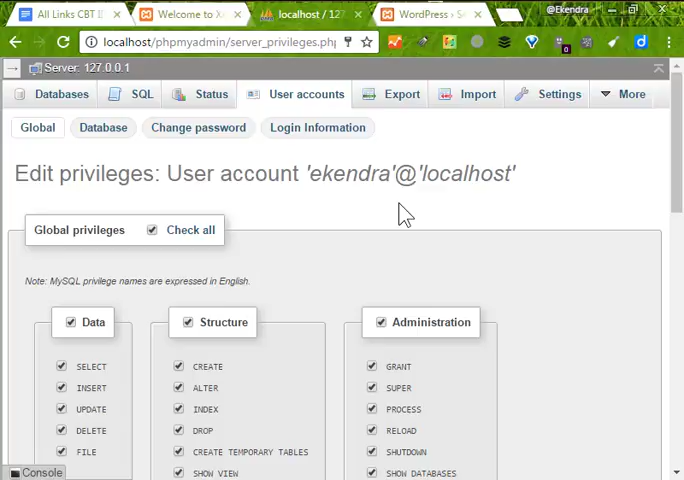 @Ekendra
All Links CBT I
Welcome to X
localhost / 127
WordPress › S
localhost/phpmyadmin/server_privileges.php
0
Server: 127.0.0.1
Databases SQL Status User accounts Export Import Settings More
Global Database Change password Login Information
Edit privileges: User account 'ekendra'@'localhost'
Global privileges Check all
Note: MySQL privilege names are expressed in English.
Data Structure Administration
SELECT CREATE GRANT
INSERT ALTER SUPER
UPDATE INDEX PROCESS
DELETE DROP RELOAD
FILE CREATE TEMPORARY TABLES SHUTDOWN
SHOW VIEW SHOW DATABASES
Console